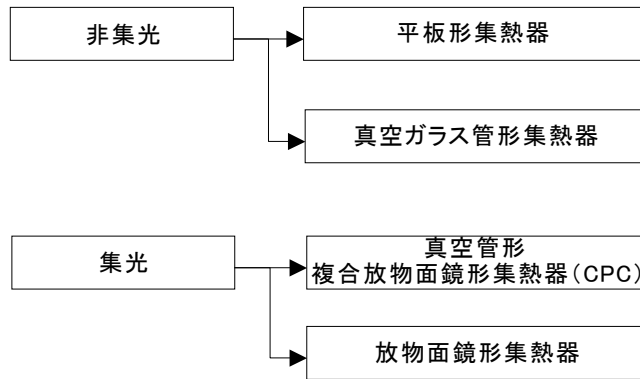 非集光
平板形集熱器
真空ガラス管形集熱器
集光
真空管形
複合放物面鏡形集熱器(CPC)
放物面鏡形集熱器